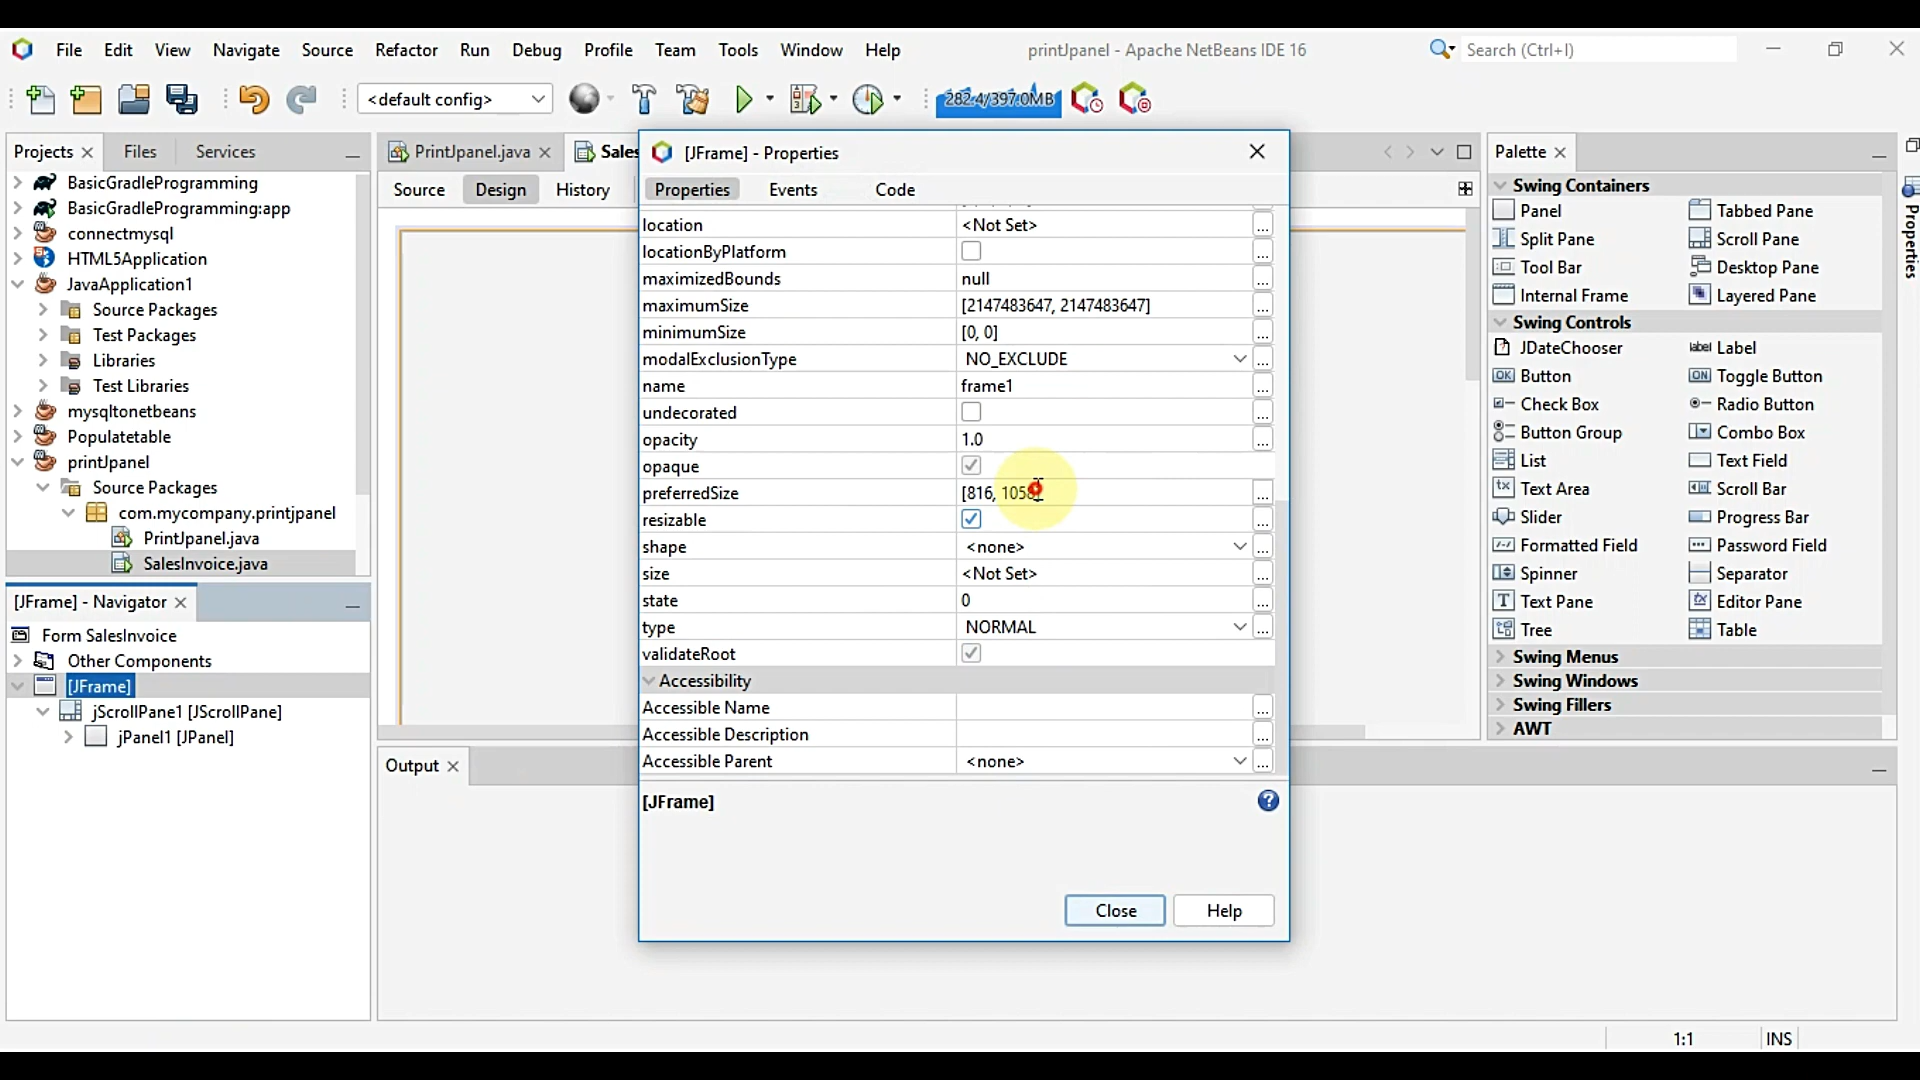 File Edit View Navigate Source Refactor Run Debug Profile Team Tools Window Help printJpanel - Apache NetBeans IDE 16 Search (Ctrl+I)
<default config> 282.4/397.0MB
Projects Files Services
BasicGradleProgramming
BasicGradleProgramming:app
connectmysql
HTML5Application
JavaApplication1
Source Packages
Test Packages
Libraries
Test Libraries
mysqltonetbeans
Populatetable
printJpanel
Source Packages
com.mycompany.printjpanel
PrintJpanel.java
SalesInvoice.java
[JFrame] - Navigator
Form SalesInvoice
Other Components
[JFrame]
jScrollPane1 [JScrollPane]
jPanel1 [JPanel]
PrintJpanel.java Sales
Source Design History
[JFrame] - Properties
Properties Events Code
location <Not Set> ...
locationByPlatform ...
maximizedBounds null ...
maximumSize [2147483647, 2147483647] ...
minimumSize [0, 0] ...
modalExclusionType NO_EXCLUDE ...
name frame1 ...
undecorated ...
opacity 1.0 ...
opaque
preferredSize [816, 1058] ...
resizable ...
shape <none> ...
size <Not Set> ...
state 0 ...
type NORMAL ...
validateRoot
Accessibility
Accessible Name ...
Accessible Description ...
Accessible Parent <none> ...
[JFrame]
Close Help
Output
Palette
Swing Containers
Panel Tabbed Pane
Split Pane Scroll Pane
Tool Bar Desktop Pane
Internal Frame Layered Pane
Swing Controls
JDateChooser label Label
OK Button ON Toggle Button
Check Box Radio Button
Button Group Combo Box
List Text Field
Text Area Scroll Bar
Slider Progress Bar
Formatted Field Password Field
Spinner Separator
Text Pane Editor Pane
Tree Table
Swing Menus
Swing Windows
Swing Fillers
AWT
Properties
1:1 INS